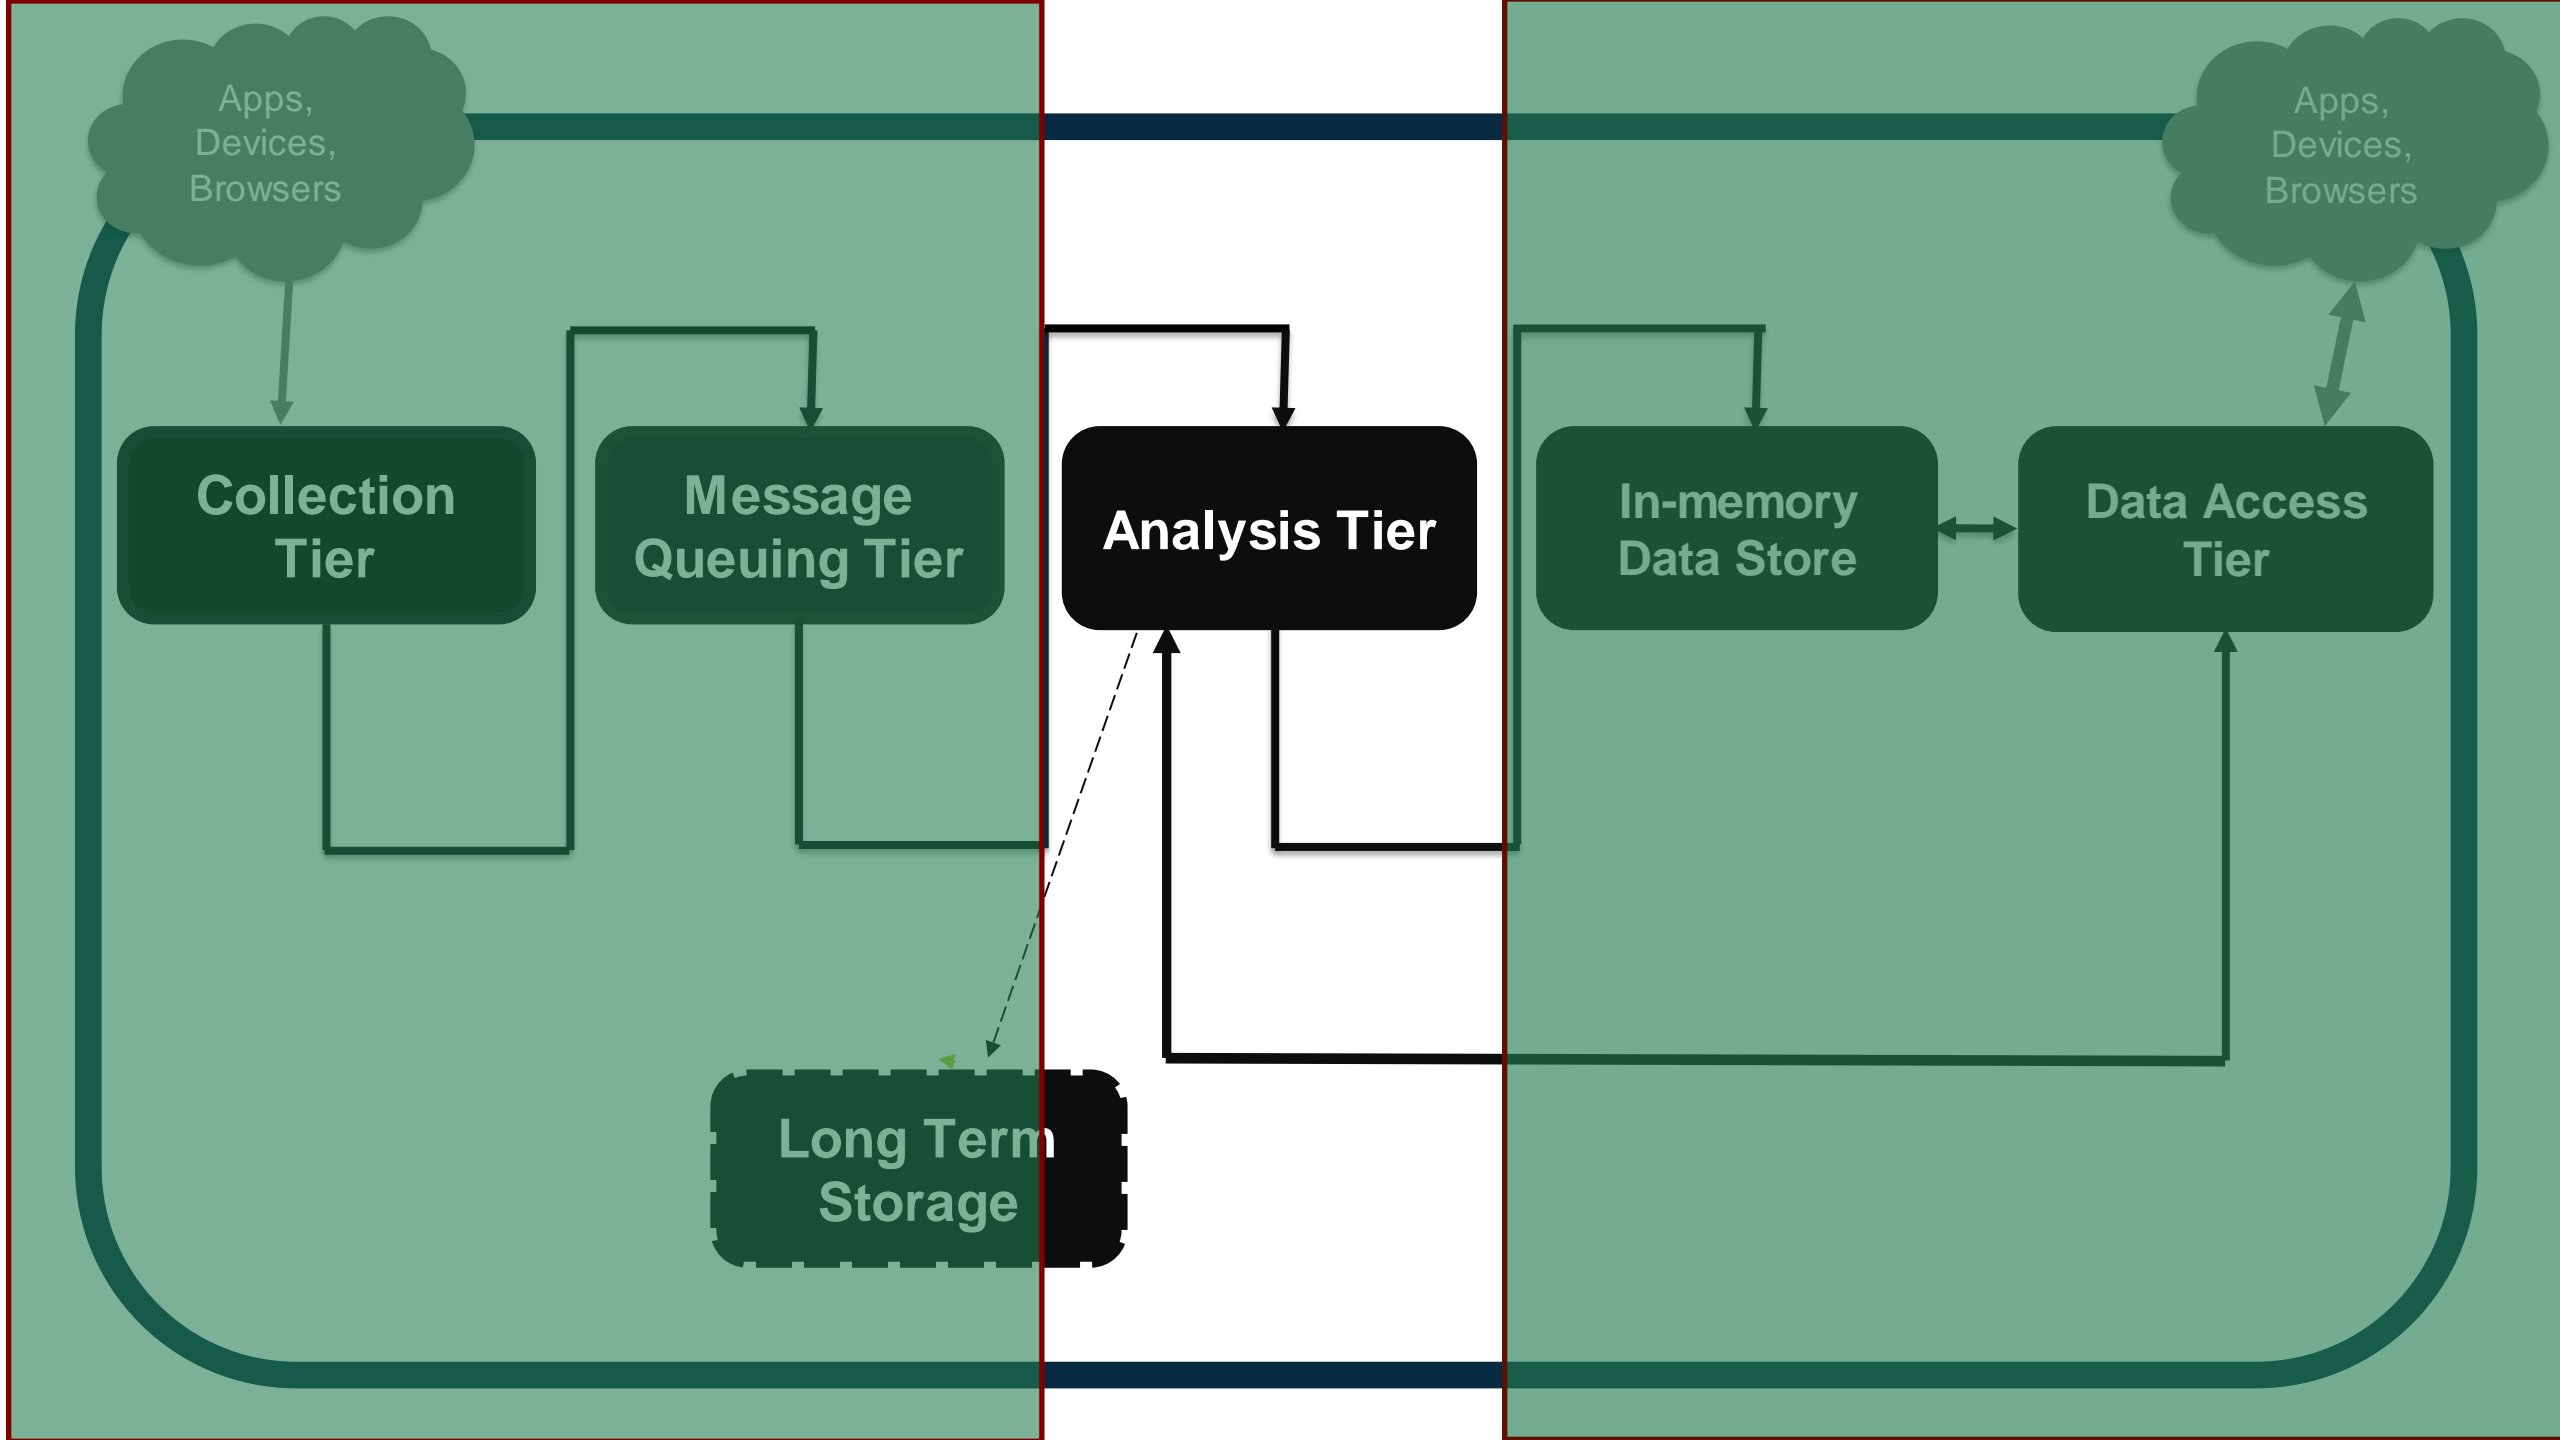 Apps,
Devices,
Browsers
Apps,
Devices,
Browsers
Collection
Tier
Message
Queuing Tier
Analysis Tier
In-memory
Data Store
Data Access
Tier
Long Term
Storage